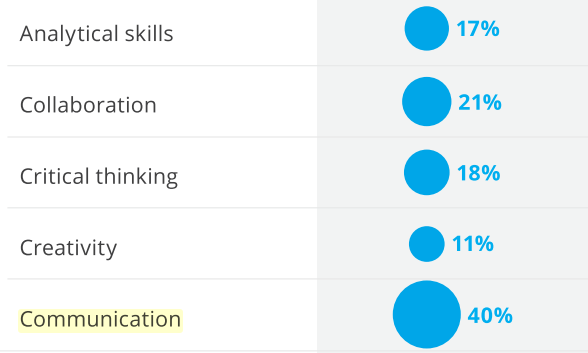 Analytical skills 17%
Collaboration 21%
Critical thinking 18%
Creativity 11%
Communication 40%